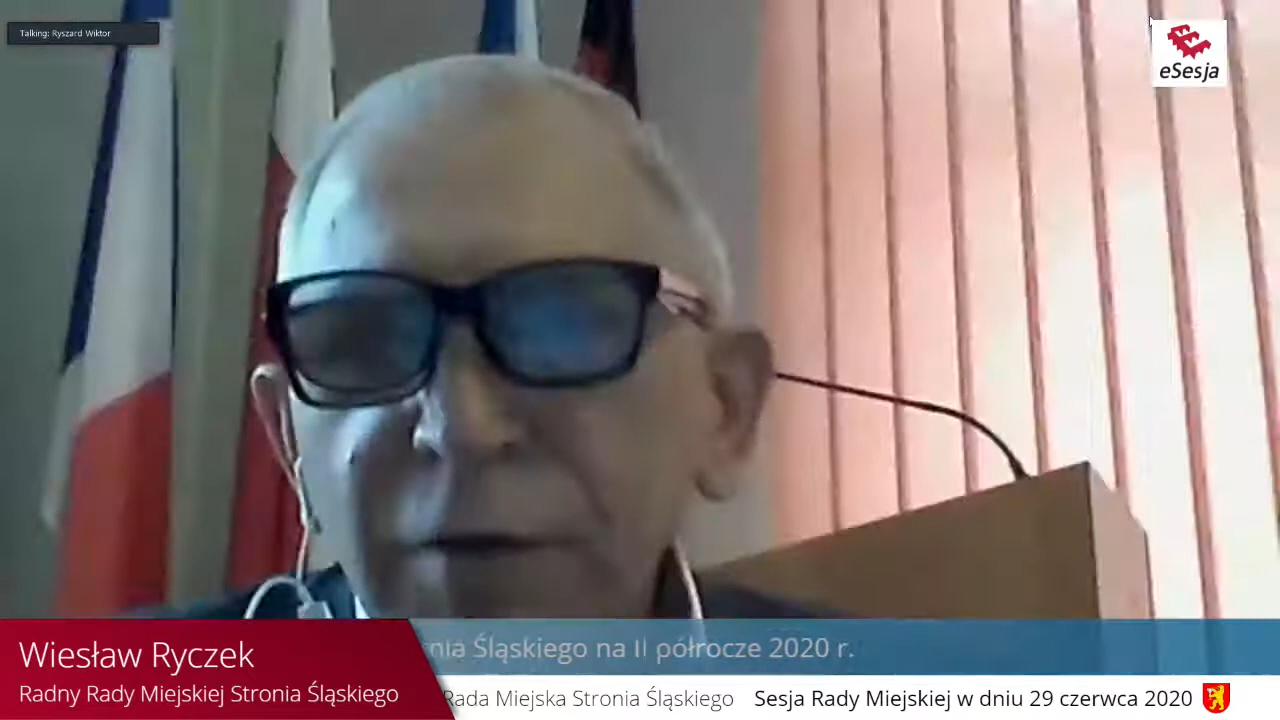 Talking: Ryszard Wiktor
eSesja
Wiesław Ryczek
Radny Rady Miejskiej Stronia Śląskiego
nia Śląskiego na II półrocze 2020 r.
Rada Miejska Stronia Śląskiego
Sesja Rady Miejskiej w dniu 29 czerwca 2020